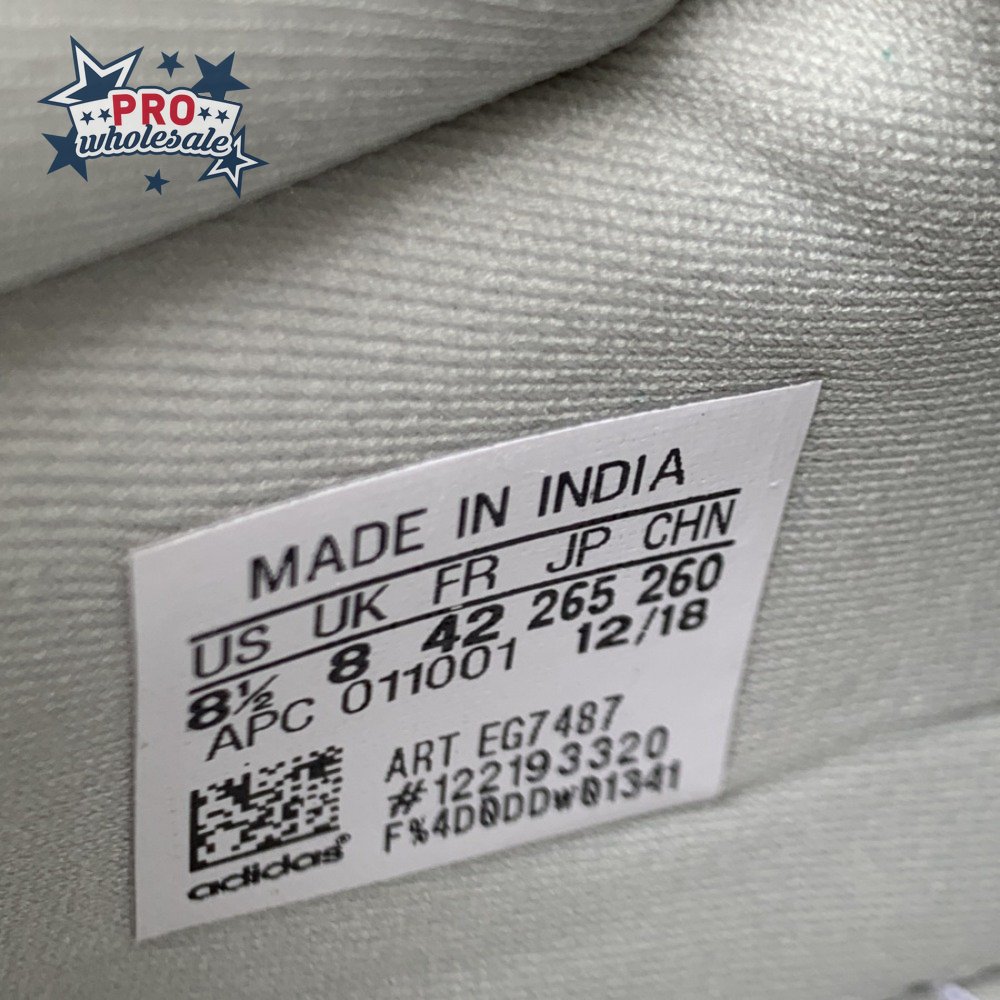 PRO
wholesale
MADE IN INDIA
US UK FR JP CHN
8½ 8 42 265 260
APC 011001 12/18
ART EG7487
#122193320
F%4D0DDW01341
adidas®